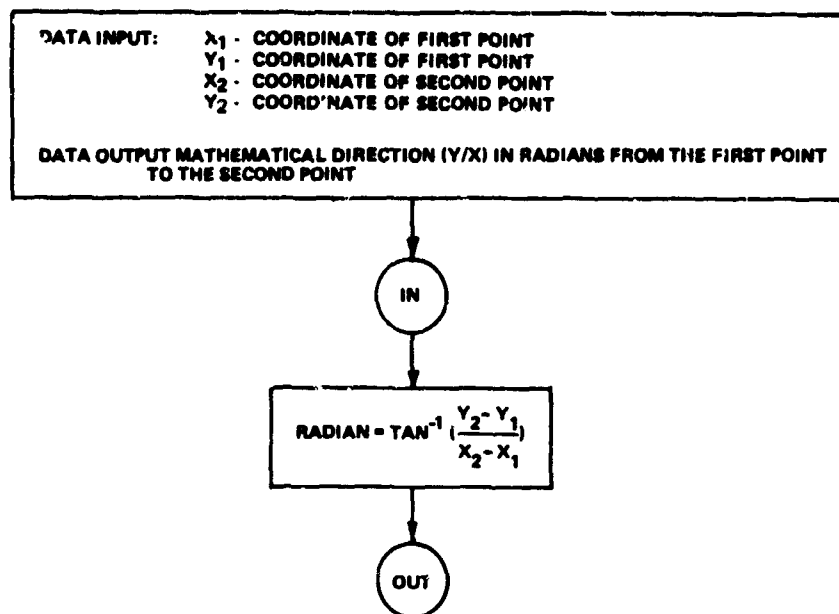 DATA INPUT: X1 - COORDINATE OF FIRST POINT
Y1 - COORDINATE OF FIRST POINT
X2 - COORDINATE OF SECOND POINT
Y2 - COORD'NATE OF SECOND POINT
DATA OUTPUT MATHEMATICAL DIRECTION (Y/X) IN RADIANS FROM THE FIRST POINT
TO THE SECOND POINT
IN
RADIAN = TAN⁻¹ (Y2 - Y1 / X2 - X1)
OUT